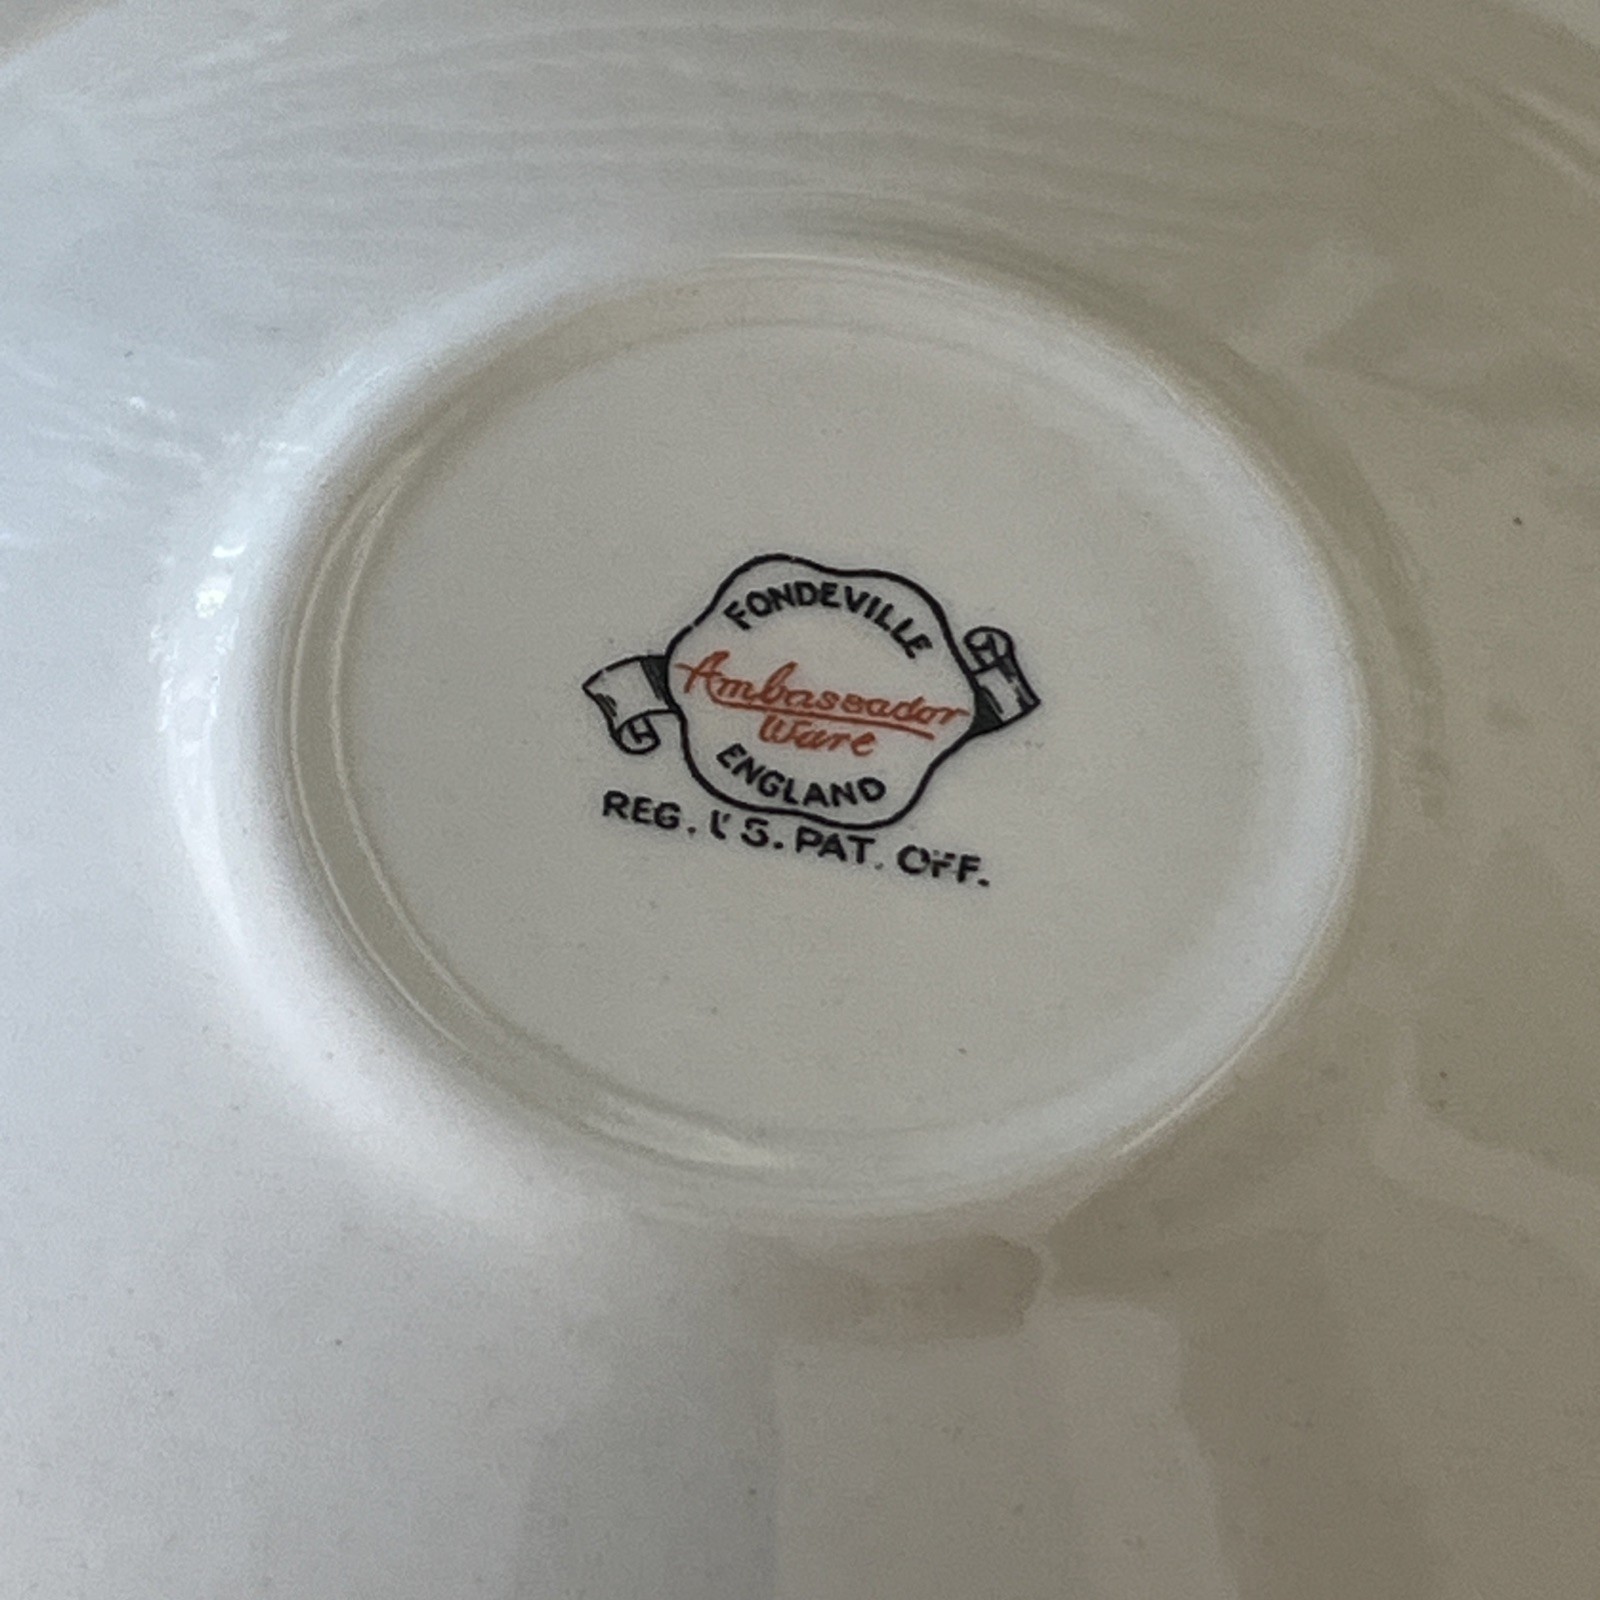 FONDEVILLE
Ambassador
Ware
ENGLAND
REG. U S. PAT. OFF.